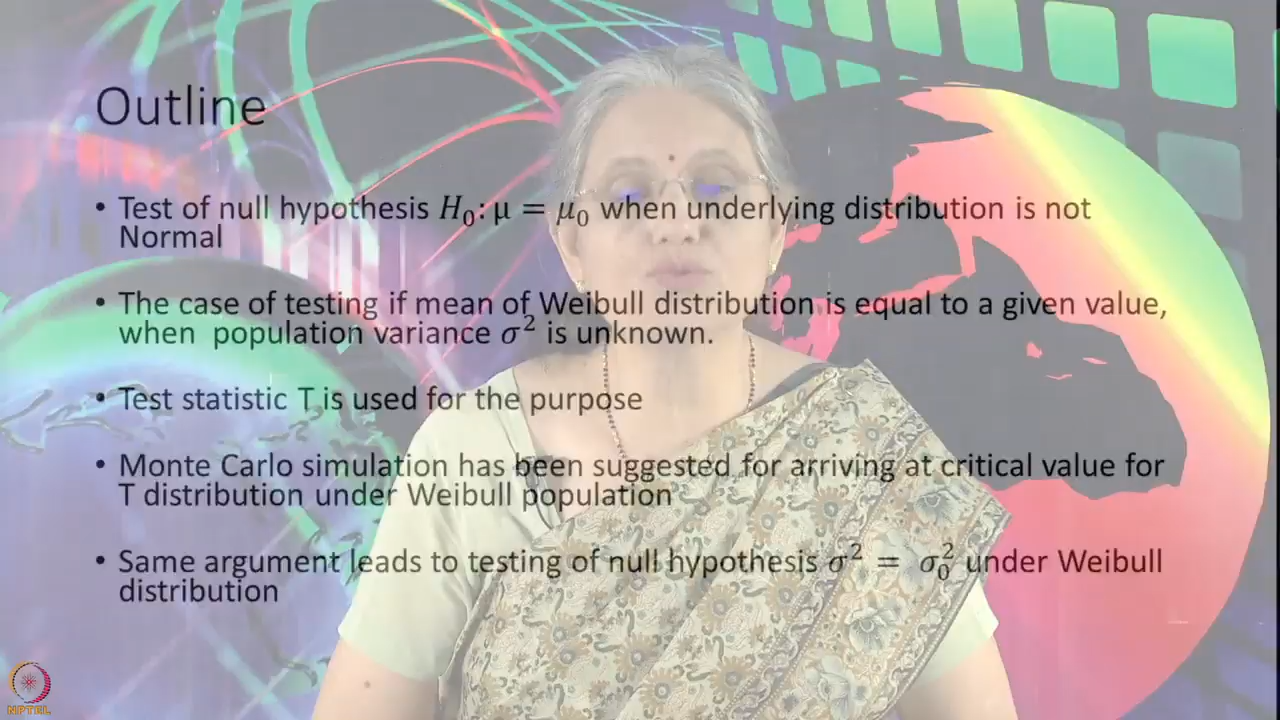 Outline
• Test of null hypothesis H₀: μ = μ₀ when underlying distribution is not
Normal
• The case of testing if mean of Weibull distribution is equal to a given value,
when population variance σ² is unknown.
• Test statistic T is used for the purpose
• Monte Carlo simulation has been suggested for arriving at critical value for
T distribution under Weibull population
• Same argument leads to testing of null hypothesis σ² = σ₀² under Weibull
distribution
NPTEL